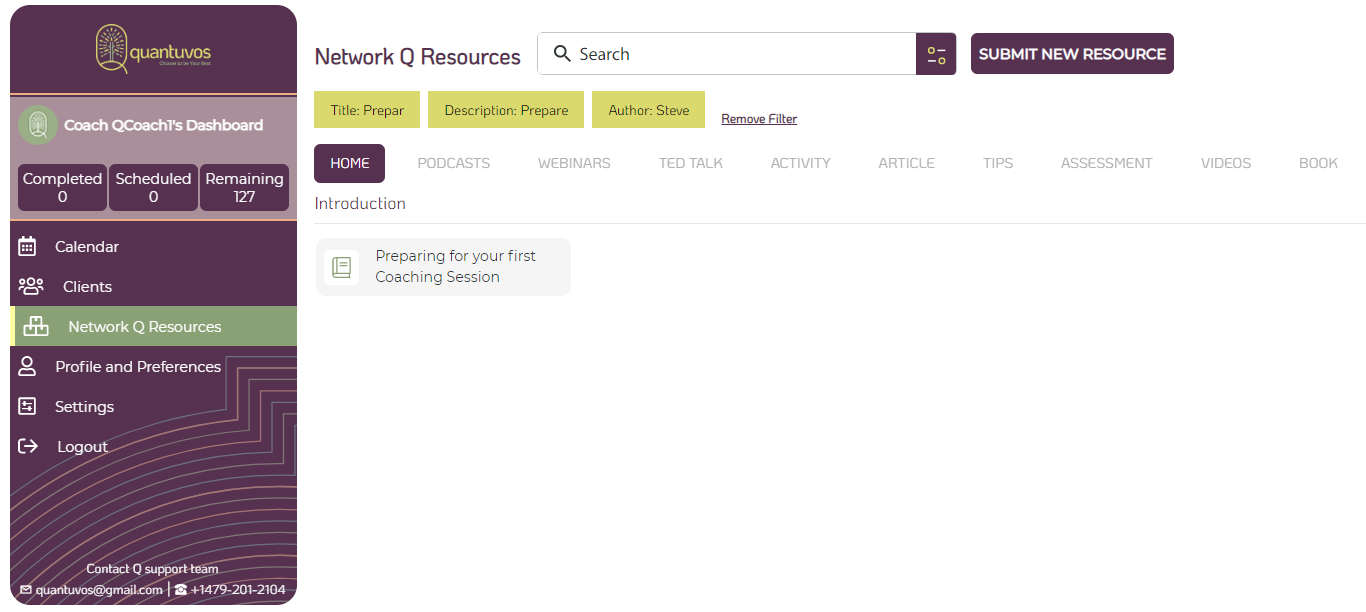 quantuvos
Choose to be Your Best
Coach QCoach1's Dashboard
Completed
0
Scheduled
0
Remaining
127
Calendar
Clients
Network Q Resources
Profile and Preferences
Settings
Logout
Contact Q support team
quantuvos@gmail.com | +1479-201-2104
Network Q Resources
Search
SUBMIT NEW RESOURCE
Title: Prepar
Description: Prepare
Author: Steve
Remove Filter
HOME
PODCASTS
WEBINARS
TED TALK
ACTIVITY
ARTICLE
TIPS
ASSESSMENT
VIDEOS
BOOK
Introduction
Preparing for your first
Coaching Session